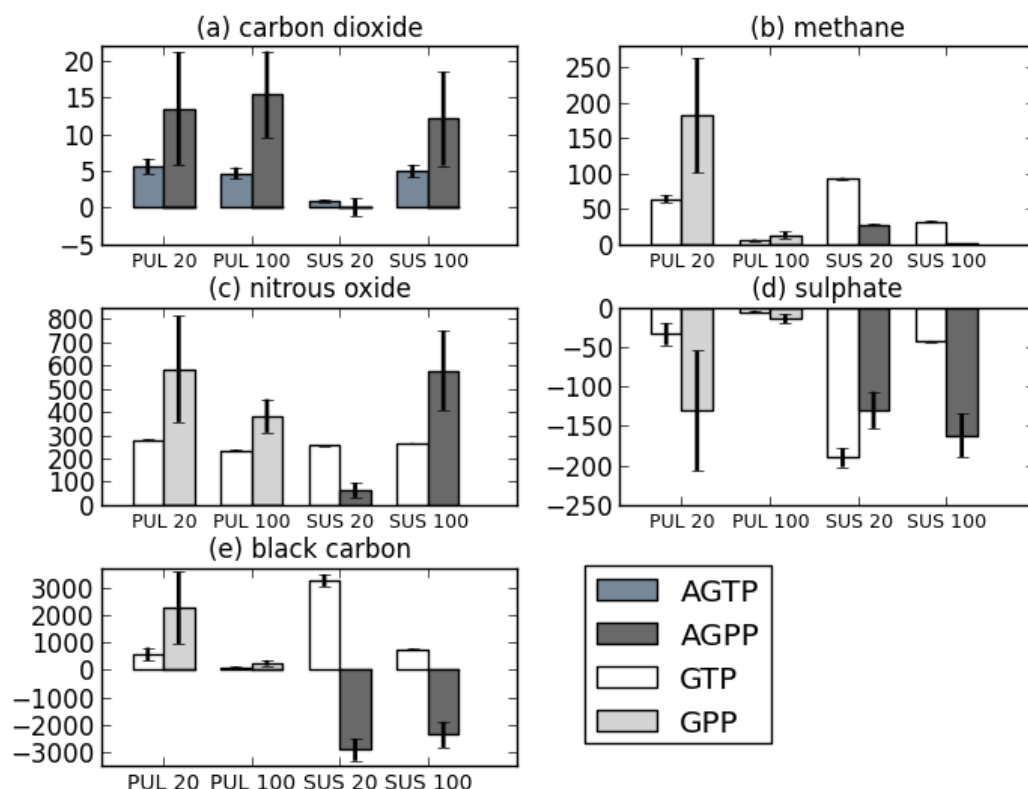 (a) carbon dioxide
20
15
10
5
0
−5
PUL 20 PUL 100 SUS 20 SUS 100
(b) methane
250
200
150
100
50
0
PUL 20 PUL 100 SUS 20 SUS 100
(c) nitrous oxide
800
700
600
500
400
300
200
100
0
PUL 20 PUL 100 SUS 20 SUS 100
(d) sulphate
0
−50
−100
−150
−200
−250
PUL 20 PUL 100 SUS 20 SUS 100
(e) black carbon
3000
2000
1000
0
−1000
−2000
−3000
PUL 20 PUL 100 SUS 20 SUS 100
AGTP
AGPP
GTP
GPP